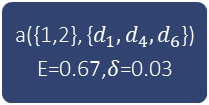 a({1,2}, {𝑑₁, 𝑑₄, 𝑑₆})
E=0.67,𝛿=0.03